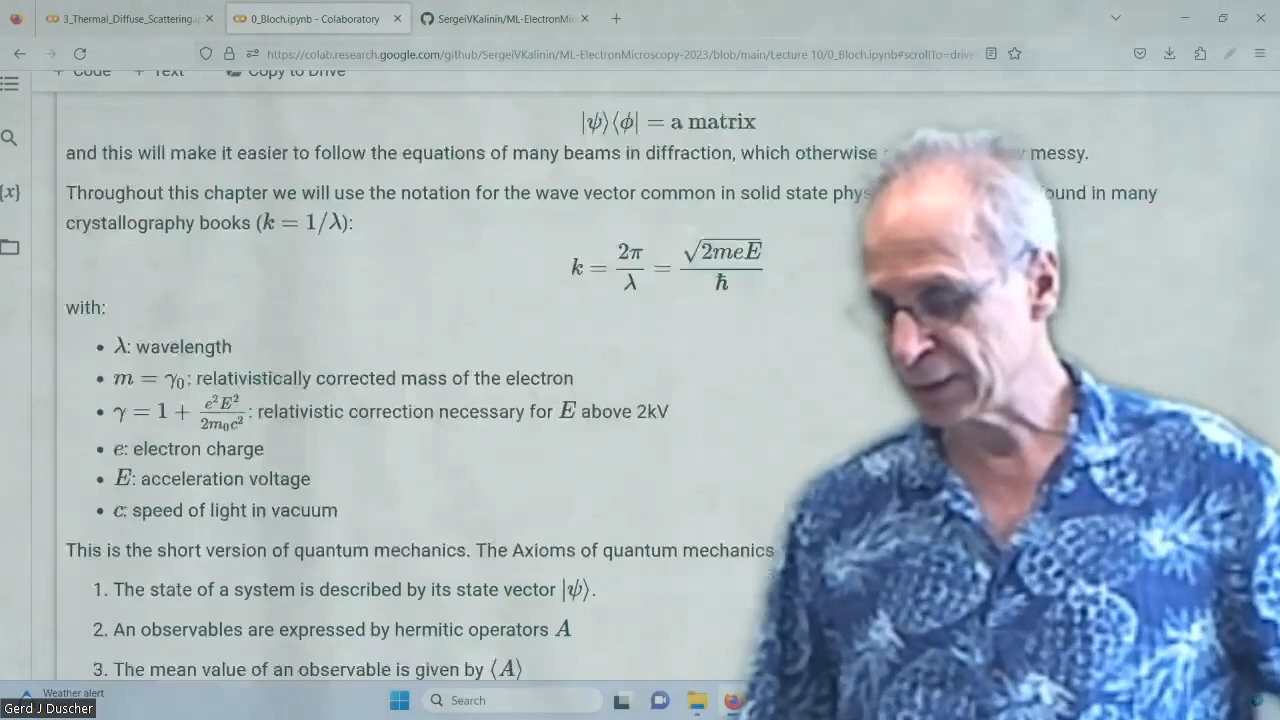 3_Thermal_Diffuse_Scattering.ip
0_Bloch.ipynb - Colaboratory
SergeiVKalinin/ML-ElectronMic
https://colab.research.google.com/github/SergeiVKalinin/ML-ElectronMicroscopy-2023/blob/main/Lecture 10/0_Bloch.ipynb#scrollTo=drive
+ Code + Text Copy to Drive
|ψ⟩⟨ϕ| = a matrix
and this will make it easier to follow the equations of many beams in diffraction, which otherwise messy.
Throughout this chapter we will use the notation for the wave vector common in solid state phys ound in many
crystallography books (k = 1/λ):
k = 2π/λ = √2meE/ħ
with:
• λ: wavelength
• m = γ₀: relativistically corrected mass of the electron
• γ = 1 + e²E²/2m₀c²: relativistic correction necessary for E above 2kV
• e: electron charge
• E: acceleration voltage
• c: speed of light in vacuum
This is the short version of quantum mechanics. The Axioms of quantum mechanics
1. The state of a system is described by its state vector |ψ⟩.
2. An observables are expressed by hermitic operators A
3. The mean value of an observable is given by ⟨A⟩
Weather alert
Search
Gerd J Duscher